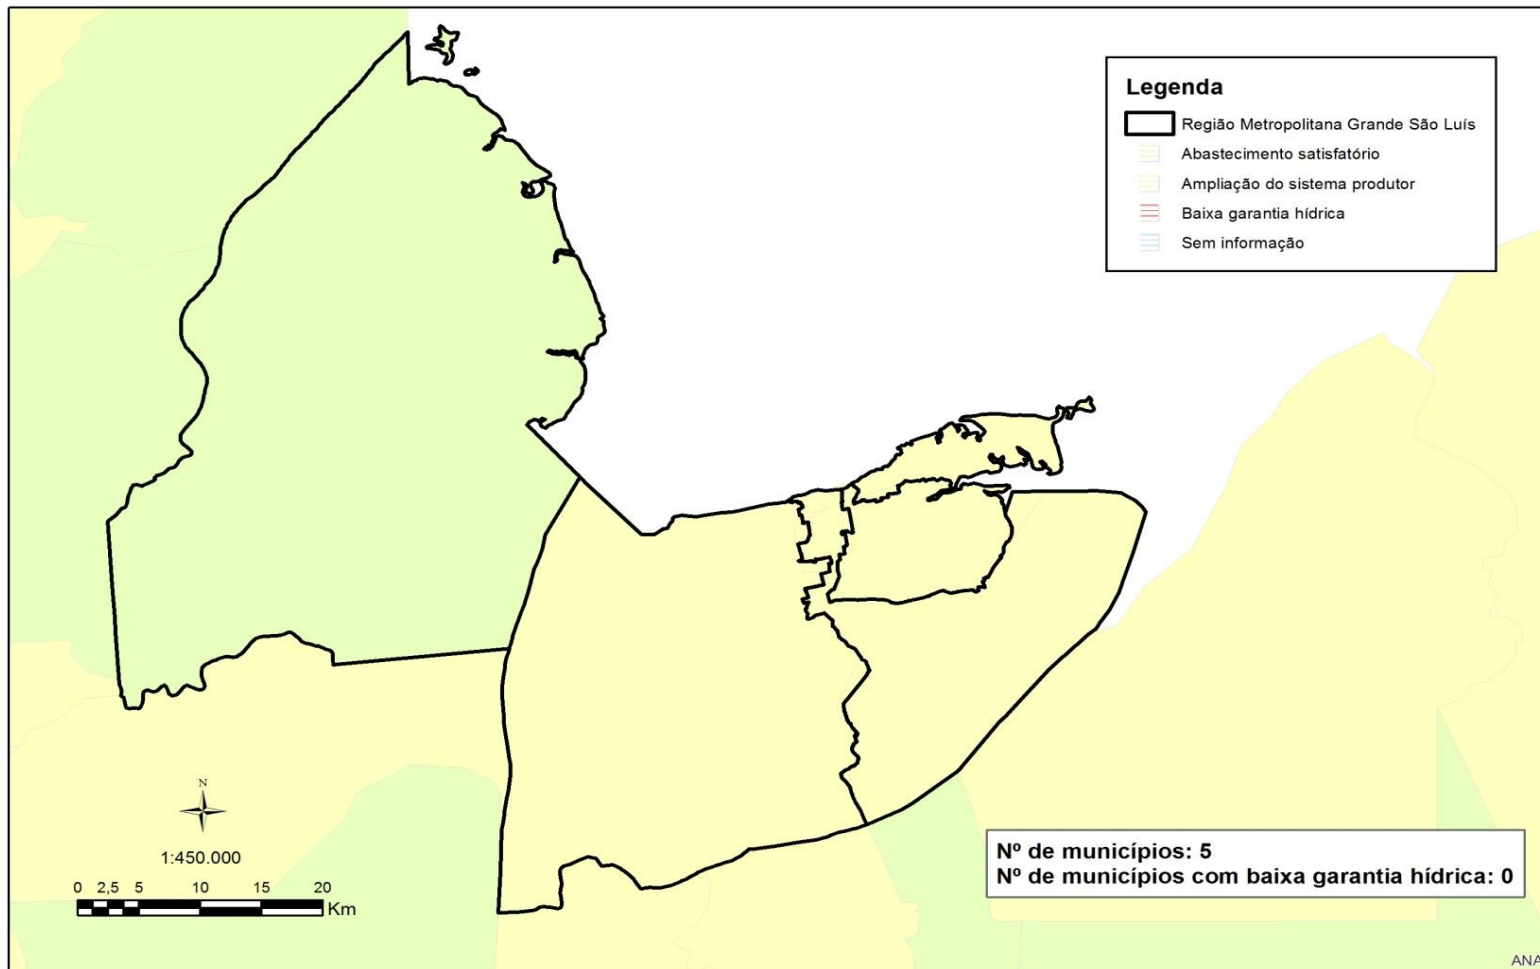 Legenda
Região Metropolitana Grande São Luís
Abastecimento satisfatório
Ampliação do sistema produtor
Baixa garantia hídrica
Sem informação
N
1:450.000
0 2,5 5 10 15 20
Km
Nº de municípios: 5
Nº de municípios com baixa garantia hídrica: 0
ANA